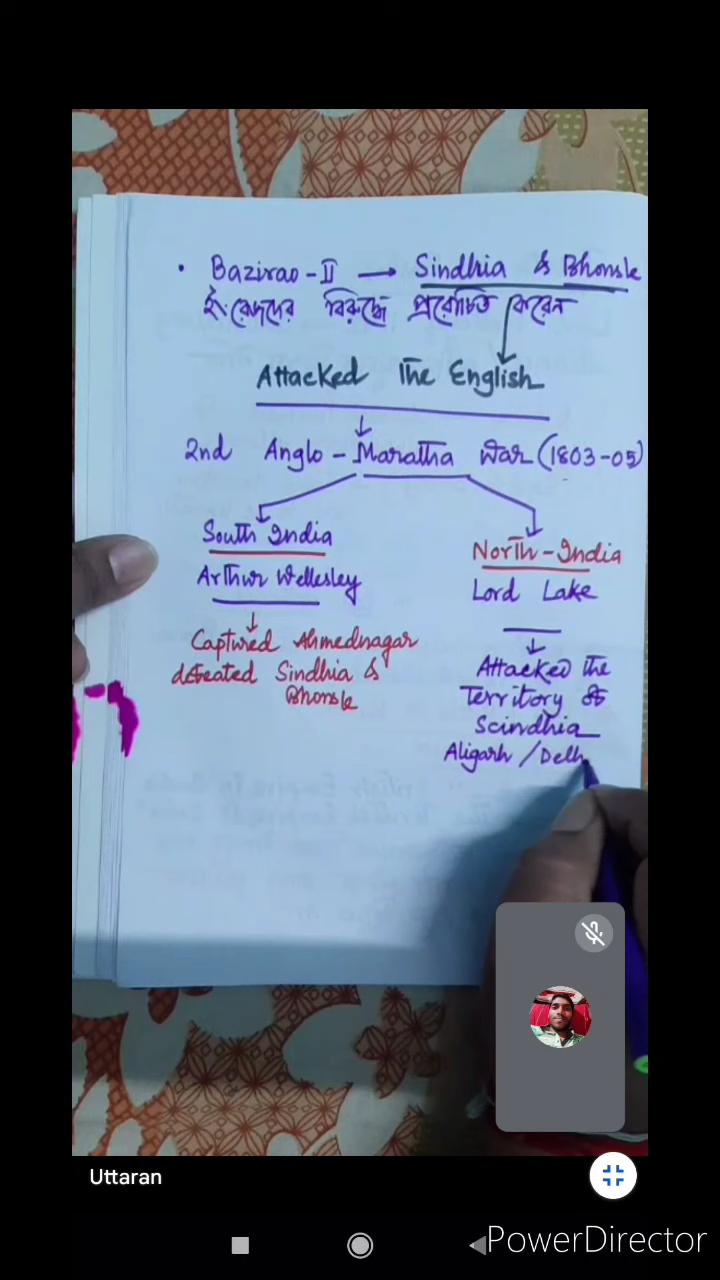 • Bazirao-II → Sindhia & Bhonsle
ইংরেজদের বিরুদ্ধে প্ররোচিত করেন
Attacked The English
2nd Anglo-Maratha War (1803-05)
South India
North-India
Arthur Wellesley
Lord Lake
Captured Ahmednagar
defeated Sindhia &
Bhonsle
Attacked the
Territory of
Scindhia
Aligarh / Delh
Uttaran
PowerDirector